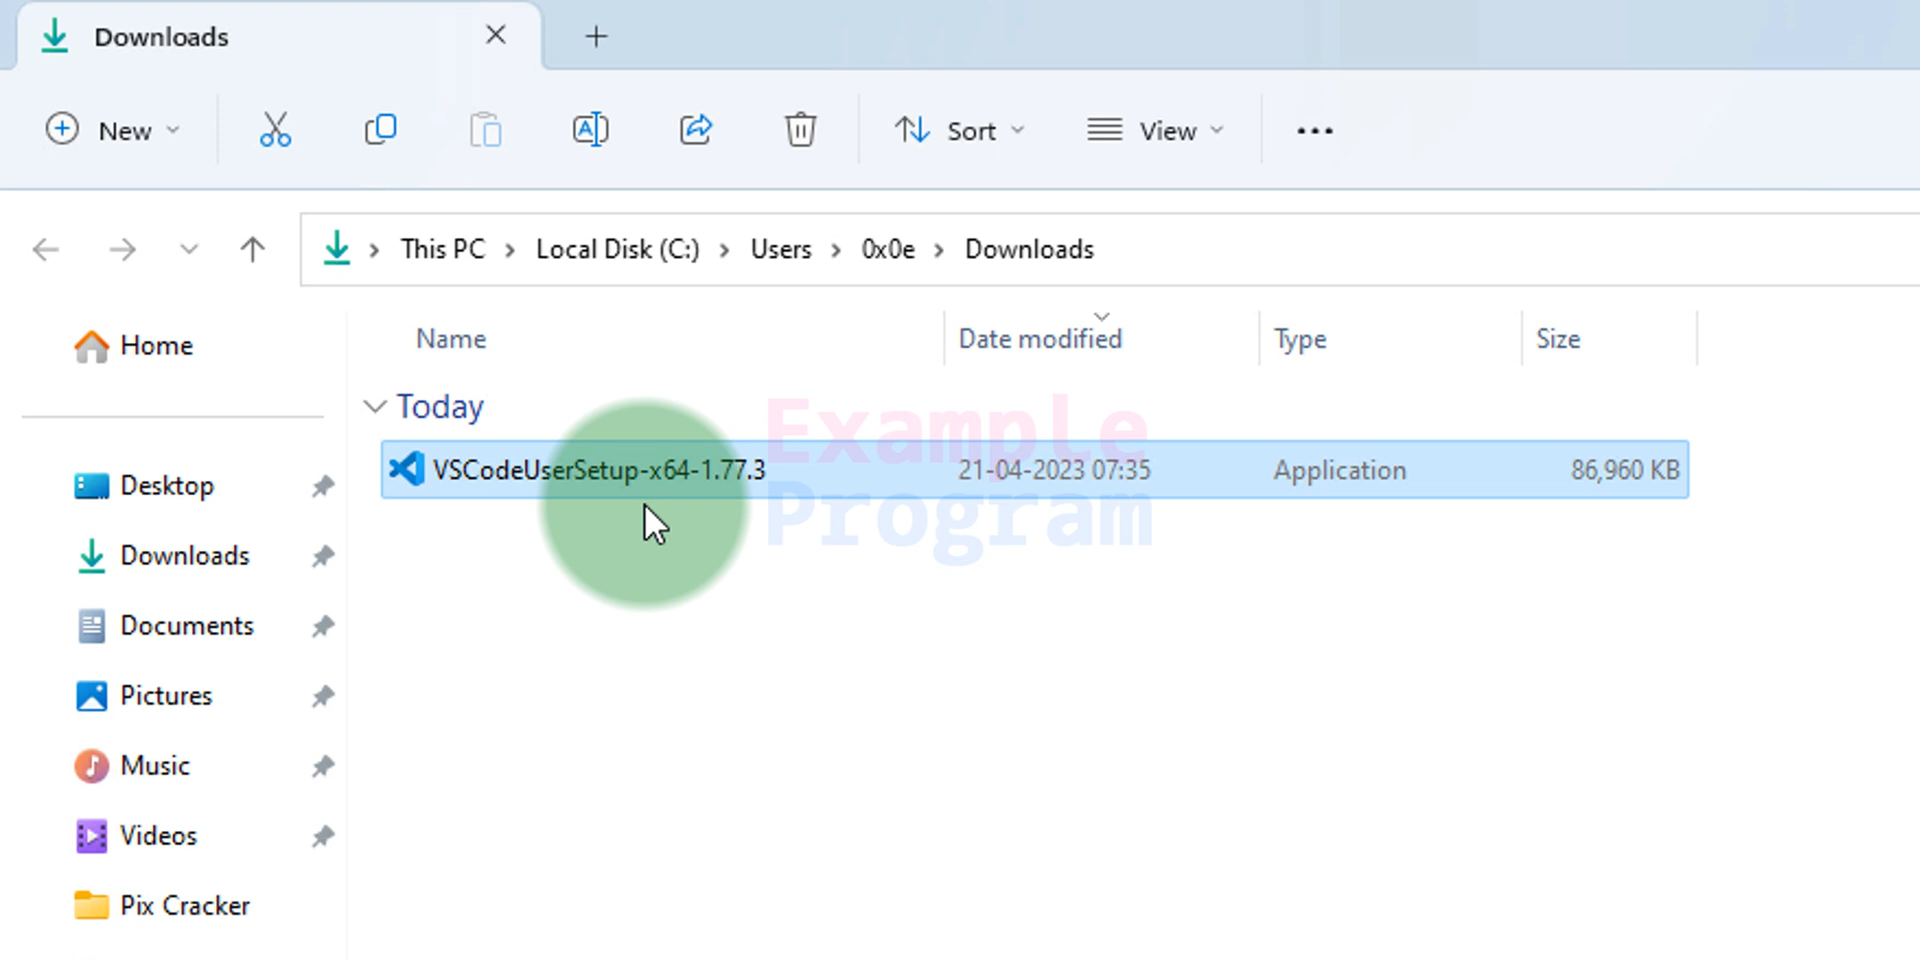 Downloads
New
Sort
View
This PC > Local Disk (C:) > Users > 0x0e > Downloads
Name Date modified Type Size
Home
Today
Example
VSCodeUserSetup-x64-1.77.3 21-04-2023 07:35 Application 86,960 KB
Program
Desktop
Downloads
Documents
Pictures
Music
Videos
Pix Cracker